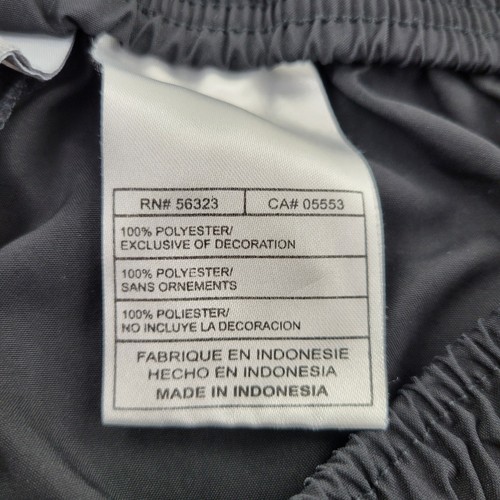 RN# 56323 CA# 05553
100% POLYESTER/
EXCLUSIVE OF DECORATION
100% POLYESTER/
SANS ORNEMENTS
100% POLIESTER/
NO INCLUYE LA DECORACION
FABRIQUE EN INDONESIE
HECHO EN INDONESIA
MADE IN INDONESIA